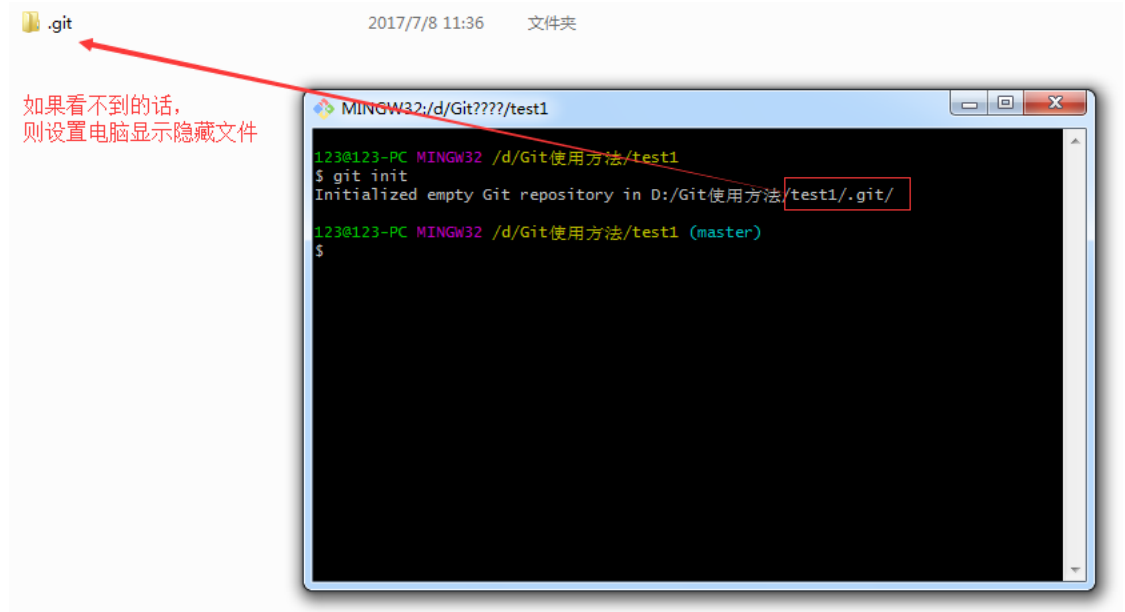 .git 2017/7/8 11:36 文件夹
如果看不到的话，
则设置电脑显示隐藏文件
MINGW32:/d/Git????/test1
123@123-PC MINGW32 /d/Git使用方法/test1
$ git init
Initialized empty Git repository in D:/Git使用方法/test1/.git/
123@123-PC MINGW32 /d/Git使用方法/test1 (master)
$